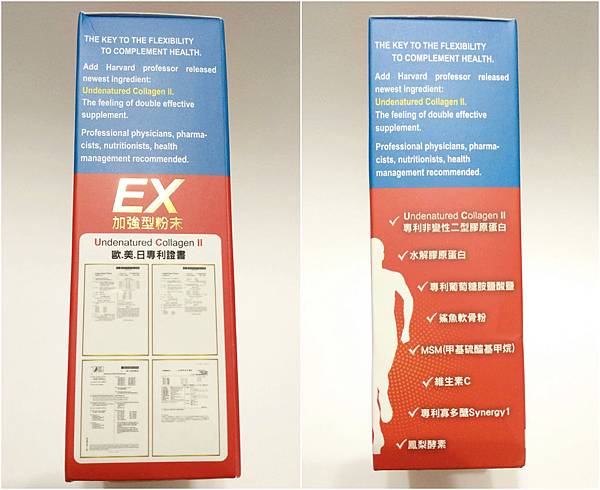 THE KEY TO THE FLEXIBILITY
TO COMPLEMENT HEALTH.
Add Harvard professor released
newest ingredient:
Undenatured Collagen II.
The feeling of double effective
supplement.
Professional physicians, pharma-
cists, nutritionists, health
management recommended.
EX
加強型粉末
Undenatured Collagen II
歐.美.日專利證書
THE KEY TO THE FLEXIBILITY
TO COMPLEMENT HEALTH.
Add Harvard professor released
newest ingredient:
Undenatured Collagen II.
The feeling of double effective
supplement.
Professional physicians, pharma-
cists, nutritionists, health
management recommended.
Undenatured Collagen II
專利非變性二型膠原蛋白
水解膠原蛋白
專利葡萄糖胺鹽酸鹽
鯊魚軟骨粉
MSM(甲基硫醯基甲烷)
維生素C
專利真多醣Synergy1
鳳梨酵素